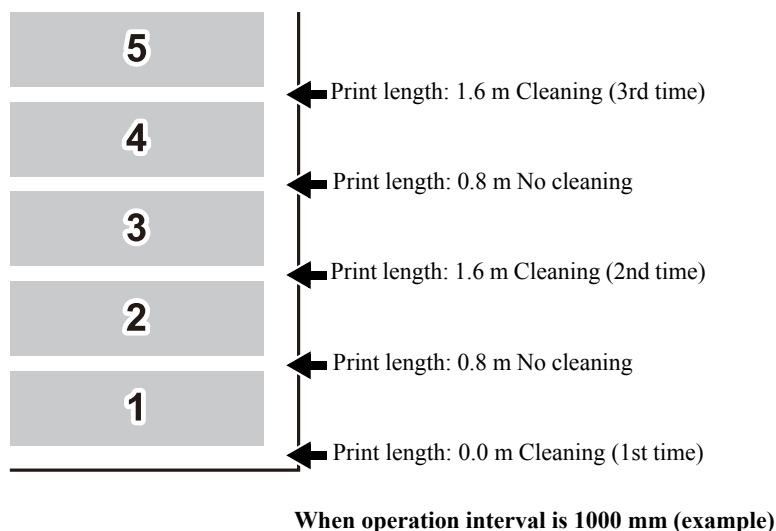 5
Print length: 1.6 m Cleaning (3rd time)
4
Print length: 0.8 m No cleaning
3
Print length: 1.6 m Cleaning (2nd time)
2
Print length: 0.8 m No cleaning
1
Print length: 0.0 m Cleaning (1st time)
When operation interval is 1000 mm (example)